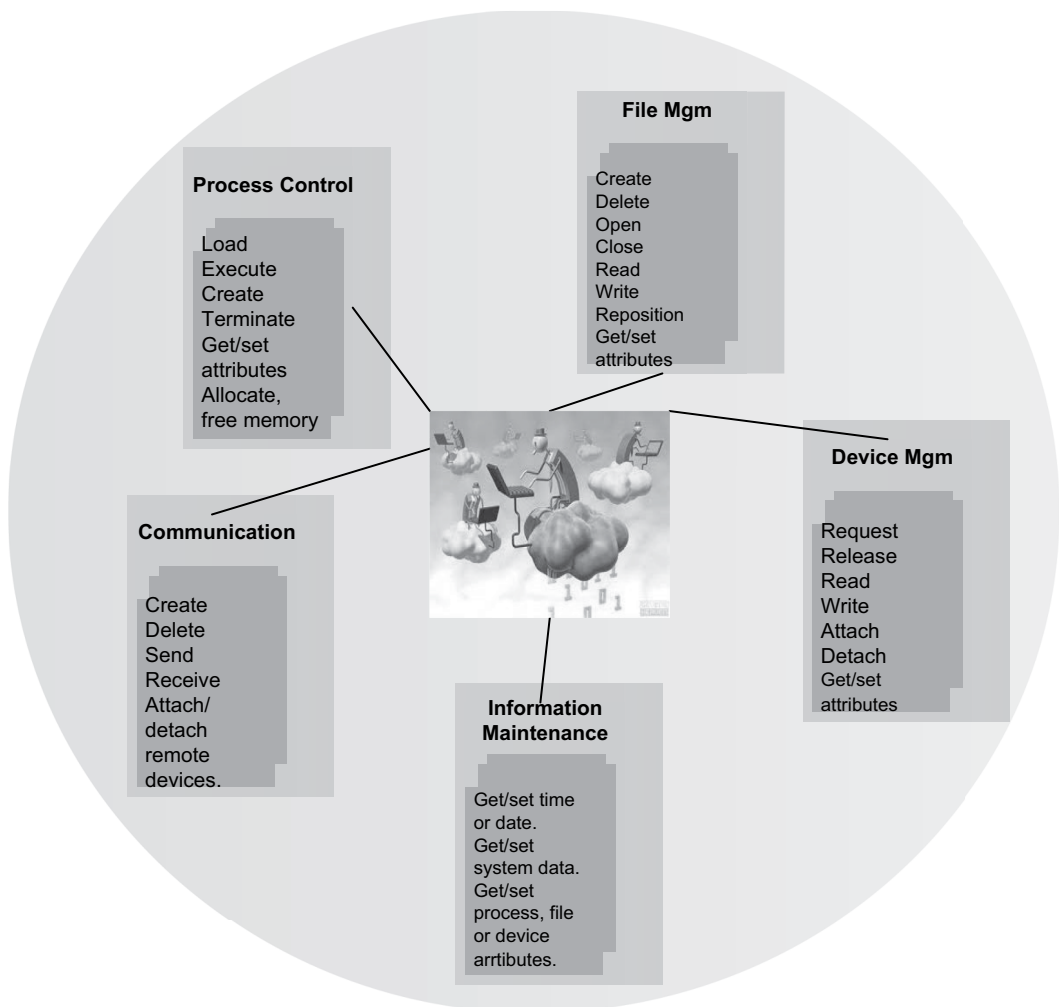 File Mgm
Create
Delete
Open
Close
Read
Write
Reposition
Get/set
attributes
Process Control
Load
Execute
Create
Terminate
Get/set
attributes
Allocate,
free memory
Device Mgm
Request
Release
Read
Write
Attach
Detach
Get/set
attributes
Communication
Create
Delete
Send
Receive
Attach/
detach
remote
devices.
Information
Maintenance
Get/set time
or date.
Get/set
system data.
Get/set
process, file
or device
arrtibutes.